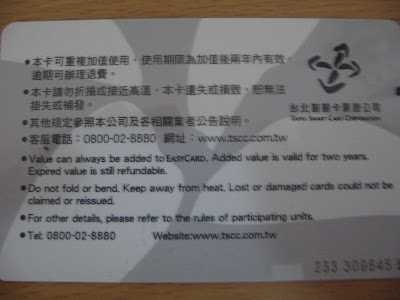 •本卡可重複加值使用，使用期限為加值後兩年內有效，
逾期可辦理退費。
•本卡請勿折損或接近高溫，本卡遺失或損毀，恕無法
掛失或補發。
•其他規定參照本公司及各相關業者公告說明。
•客服電話：0800-02-8880 網址：www.tscc.com.tw
•Value can always be added to EASYCARD. Added value is valid for two years.
Expired value is still refundable.
•Do not fold or bend. Keep away from heat. Lost or damaged cards could not be
claimed or reissued.
•For other details, please refer to the rules of participating units.
•Tel: 0800-02-8880 Website:www.tscc.com.tw
台北智慧卡票證公司
TAIPEI SMART CARD CORPORATION
233 309845